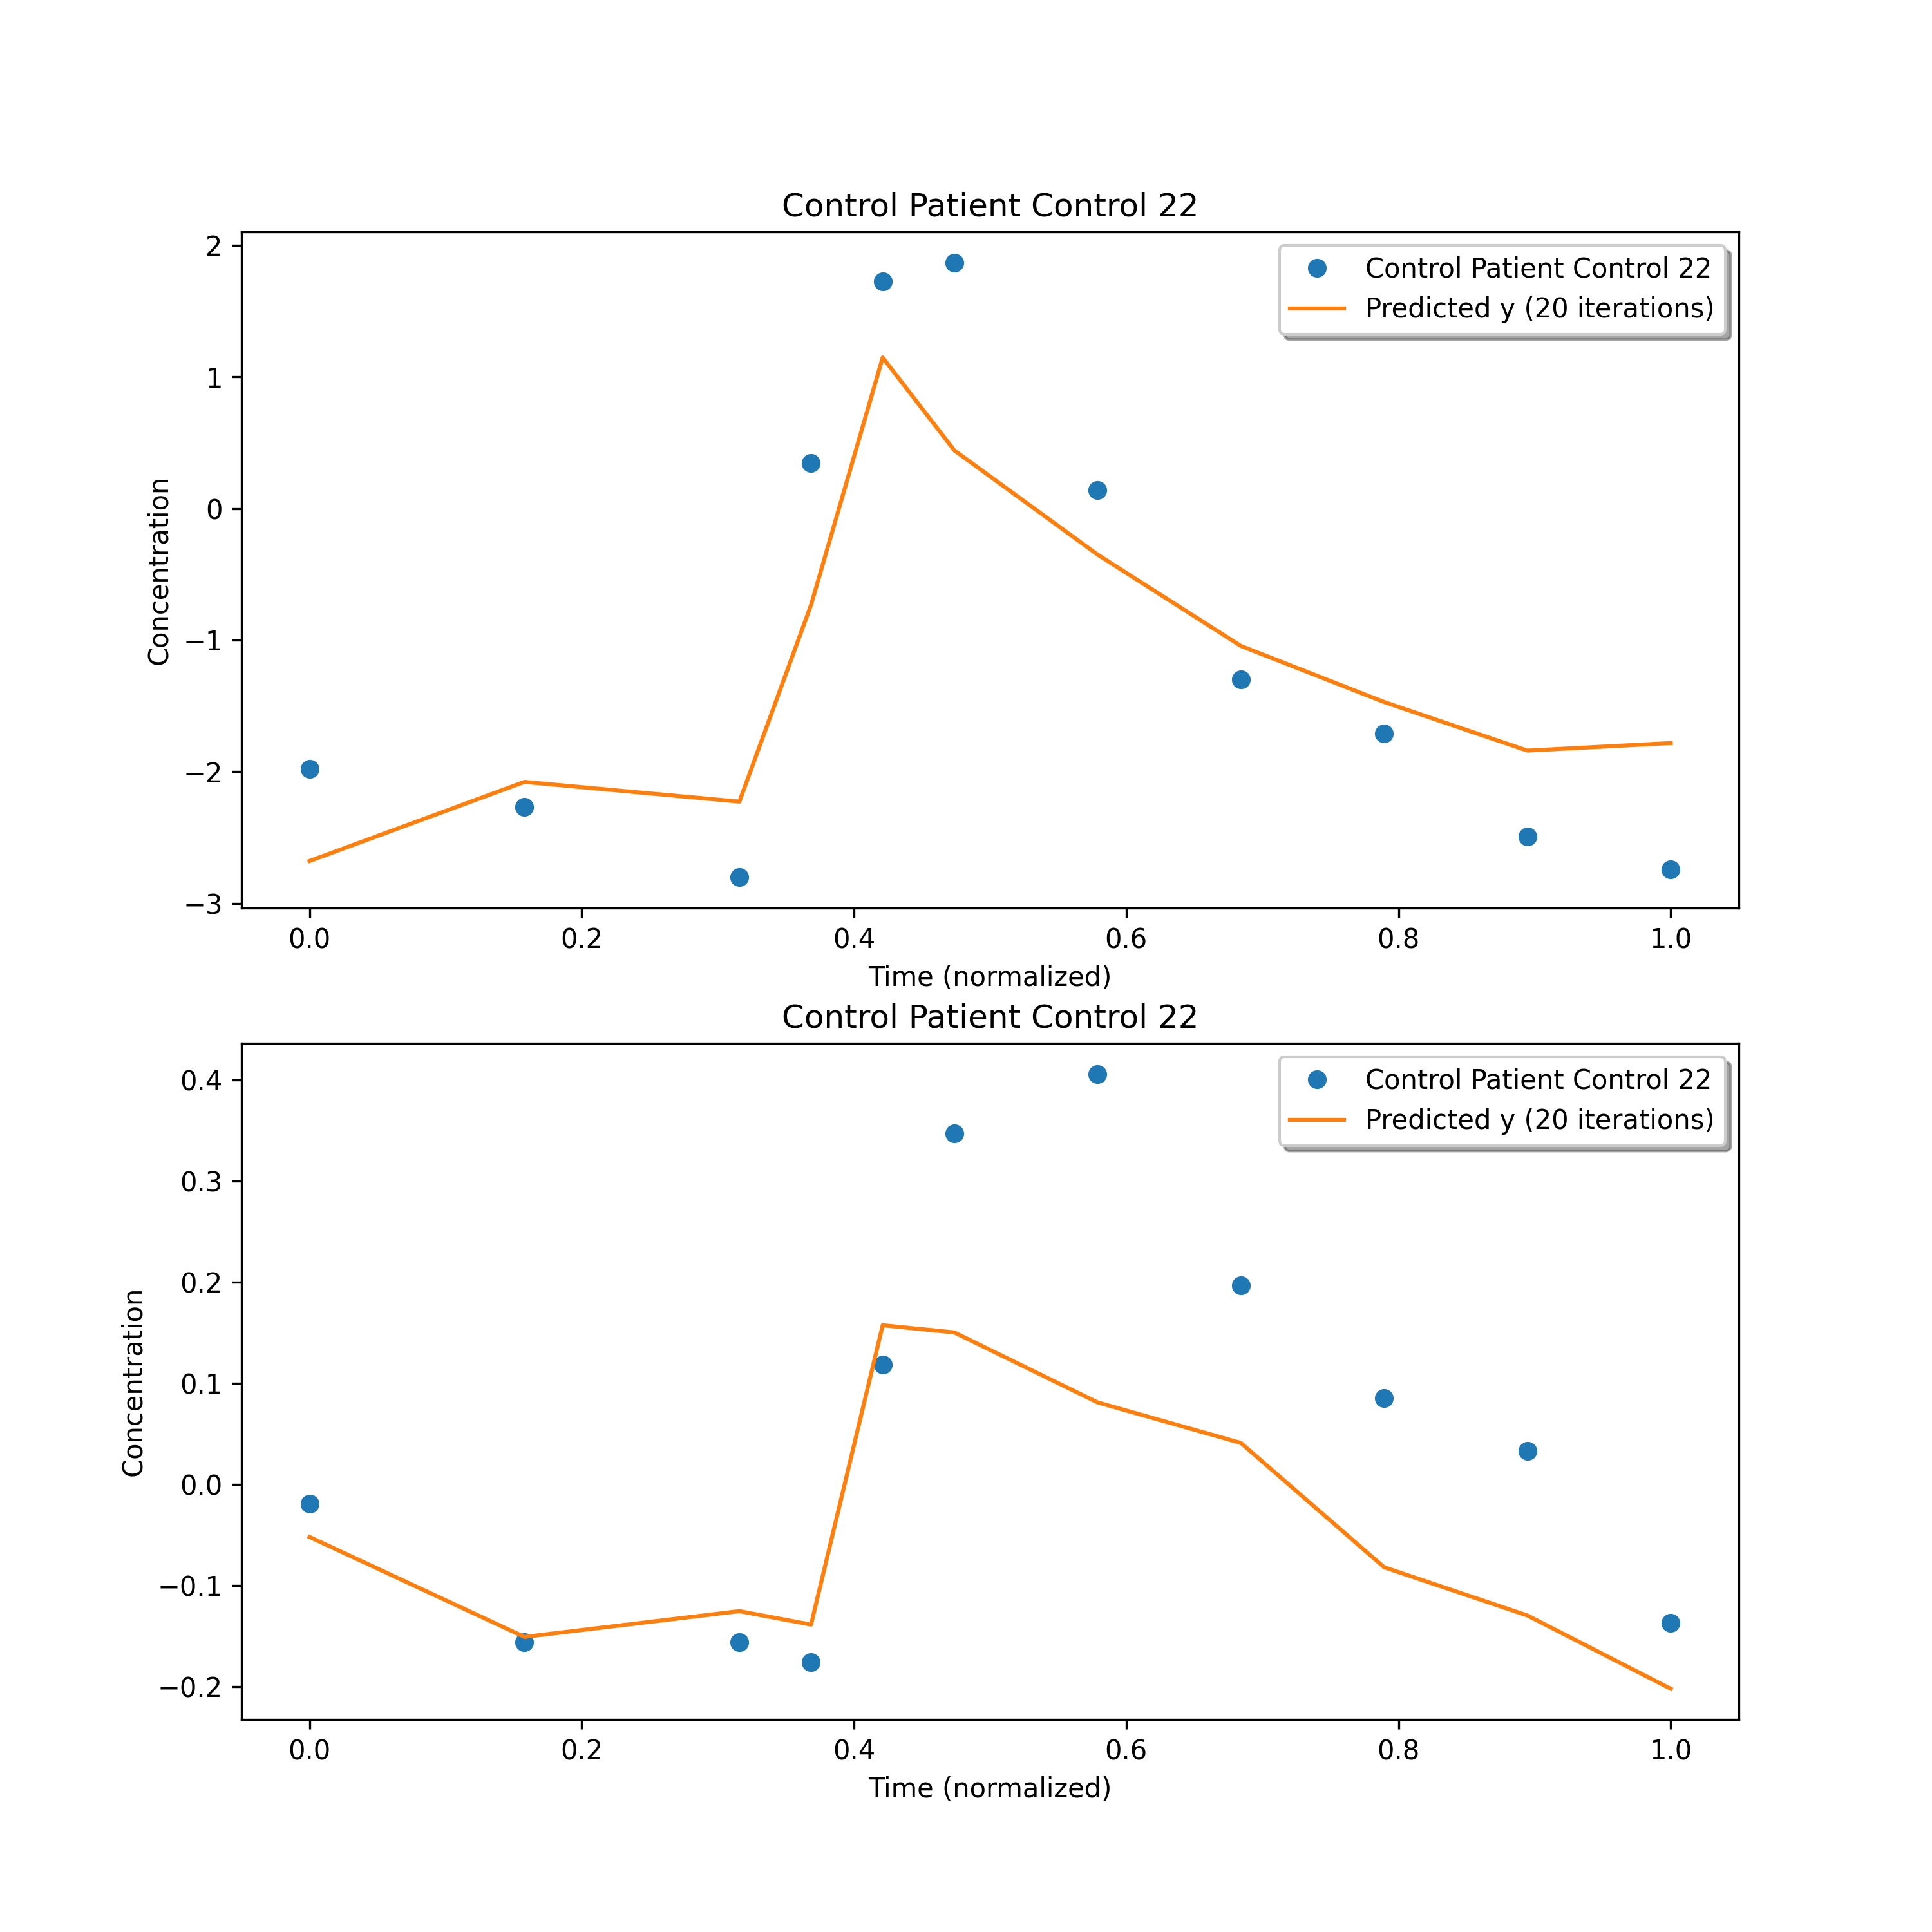 Control Patient Control 22
2
1
0
−1
−2
−3
Concentration
Control Patient Control 22
Predicted y (20 iterations)
0.0 0.2 0.4 0.6 0.8 1.0
Time (normalized)
Control Patient Control 22
0.4
0.3
0.2
0.1
0.0
−0.1
−0.2
Concentration
Control Patient Control 22
Predicted y (20 iterations)
0.0 0.2 0.4 0.6 0.8 1.0
Time (normalized)